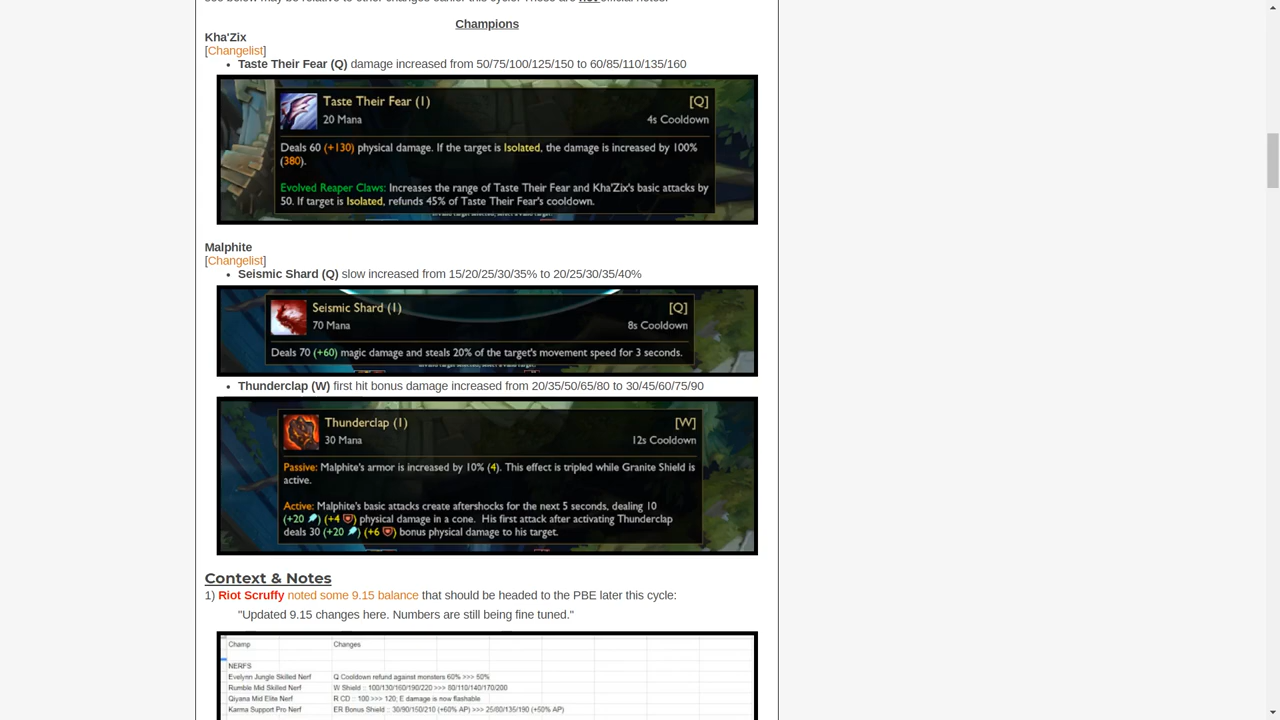 Champions
Kha'Zix
[Changelist]
• Taste Their Fear (Q) damage increased from 50/75/100/125/150 to 60/85/110/135/160
Taste Their Fear (1) [Q]
20 Mana 4s Cooldown
Deals 60 (+130) physical damage. If the target is Isolated, the damage is increased by 100%
(380).
Evolved Reaper Claws: Increases the range of Taste Their Fear and Kha'Zix's basic attacks by
50. If target is Isolated, refunds 45% of Taste Their Fear's cooldown.
Malphite
[Changelist]
• Seismic Shard (Q) slow increased from 15/20/25/30/35% to 20/25/30/35/40%
Seismic Shard (1) [Q]
70 Mana 8s Cooldown
Deals 70 (+60) magic damage and steals 20% of the target's movement speed for 3 seconds.
• Thunderclap (W) first hit bonus damage increased from 20/35/50/65/80 to 30/45/60/75/90
Thunderclap (1) [W]
30 Mana 12s Cooldown
Passive: Malphite's armor is increased by 10% (4). This effect is tripled while Granite Shield is
active.
Active: Malphite's basic attacks create aftershocks for the next 5 seconds, dealing 10
(+20) (+4) physical damage in a cone. His first attack after activating Thunderclap
deals 30 (+20) (+6) bonus physical damage to his target.
Context & Notes
1) Riot Scruffy noted some 9.15 balance that should be headed to the PBE later this cycle:
"Updated 9.15 changes here. Numbers are still being fine tuned."
Champ Changes
NERFS
Evelynn Jungle Skilled Nerf Q Cooldown refund against monsters 60% >>> 50%
Rumble Mid Skilled Nerf W Shield :: 100/130/160/190/220 >>> 80/110/140/170/200
Qiyana Mid Elite Nerf R CD :: 100 >>> 120; E damage is now flashable
Karma Support Pro Nerf ER Bonus Shield :: 30/90/150/210 (+60% AP) >>> 25/80/135/190 (+50% AP)